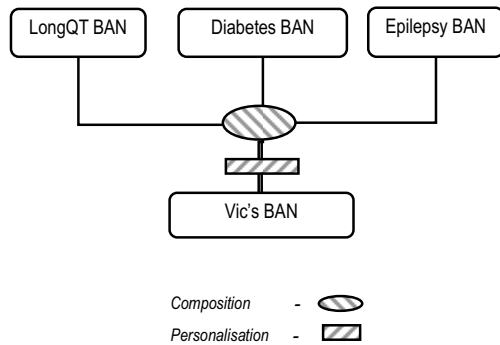 LongQT BAN
Diabetes BAN
Epilepsy BAN
Vic's BAN
Composition -
Personalisation -